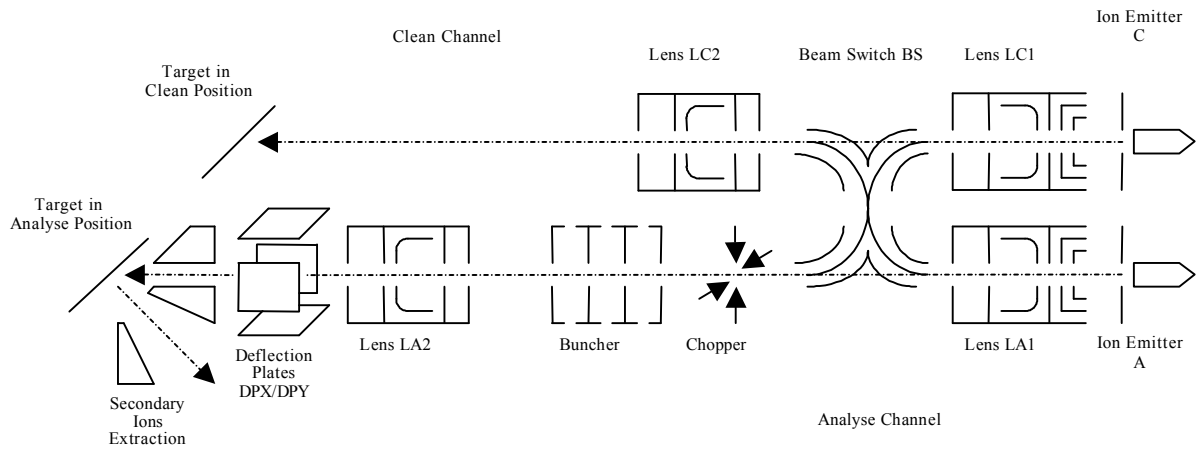 Ion Emitter
C
Clean Channel
Lens LC2
Beam Switch BS
Lens LC1
Target in
Clean Position
Target in
Analyse Position
Lens LA2
Buncher
Chopper
Lens LA1
Ion Emitter
A
Deflection
Plates
DPX/DPY
Secondary
Ions
Extraction
Analyse Channel